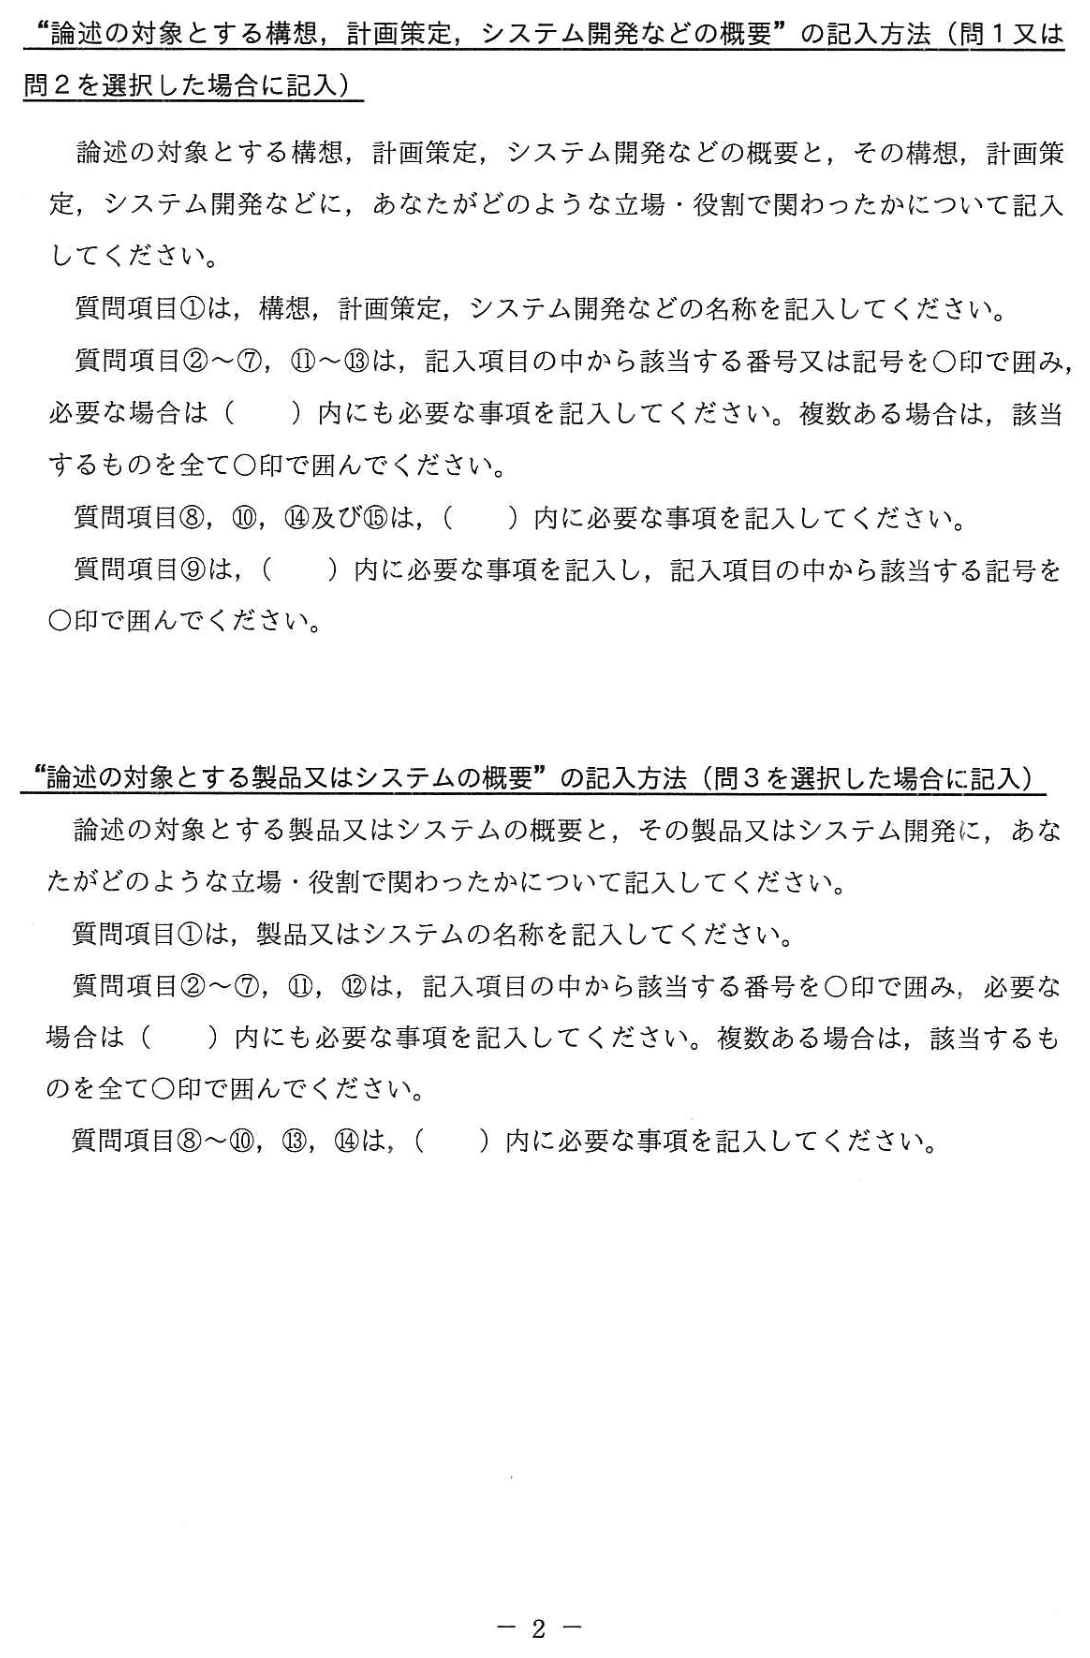 “論述の対象とする構想，計画策定，システム開発などの概要”の記入方法（問１又は
問２を選択した場合に記入）
論述の対象とする構想，計画策定，システム開発などの概要と，その構想，計画策
定，システム開発などに，あなたがどのような立場・役割で関わったかについて記入
してください。
質問項目①は，構想，計画策定，システム開発などの名称を記入してください。
質問項目②～⑦，⑪～⑬は，記入項目の中から該当する番号又は記号を○印で囲み，
必要な場合は（　　）内にも必要な事項を記入してください。複数ある場合は，該当
するものを全て○印で囲んでください。
質問項目⑧，⑩，⑭及び⑮は，（　　）内に必要な事項を記入してください。
質問項目⑨は，（　　）内に必要な事項を記入し，記入項目の中から該当する記号を
○印で囲んでください。
“論述の対象とする製品又はシステムの概要”の記入方法（問３を選択した場合に記入）
論述の対象とする製品又はシステムの概要と，その製品又はシステム開発に，あな
たがどのような立場・役割で関わったかについて記入してください。
質問項目①は，製品又はシステムの名称を記入してください。
質問項目②～⑦，⑪，⑫は，記入項目の中から該当する番号を○印で囲み，必要な
場合は（　　）内にも必要な事項を記入してください。複数ある場合は，該当するも
のを全て○印で囲んでください。
質問項目⑧～⑩，⑬，⑭は，（　　）内に必要な事項を記入してください。
－ 2 －